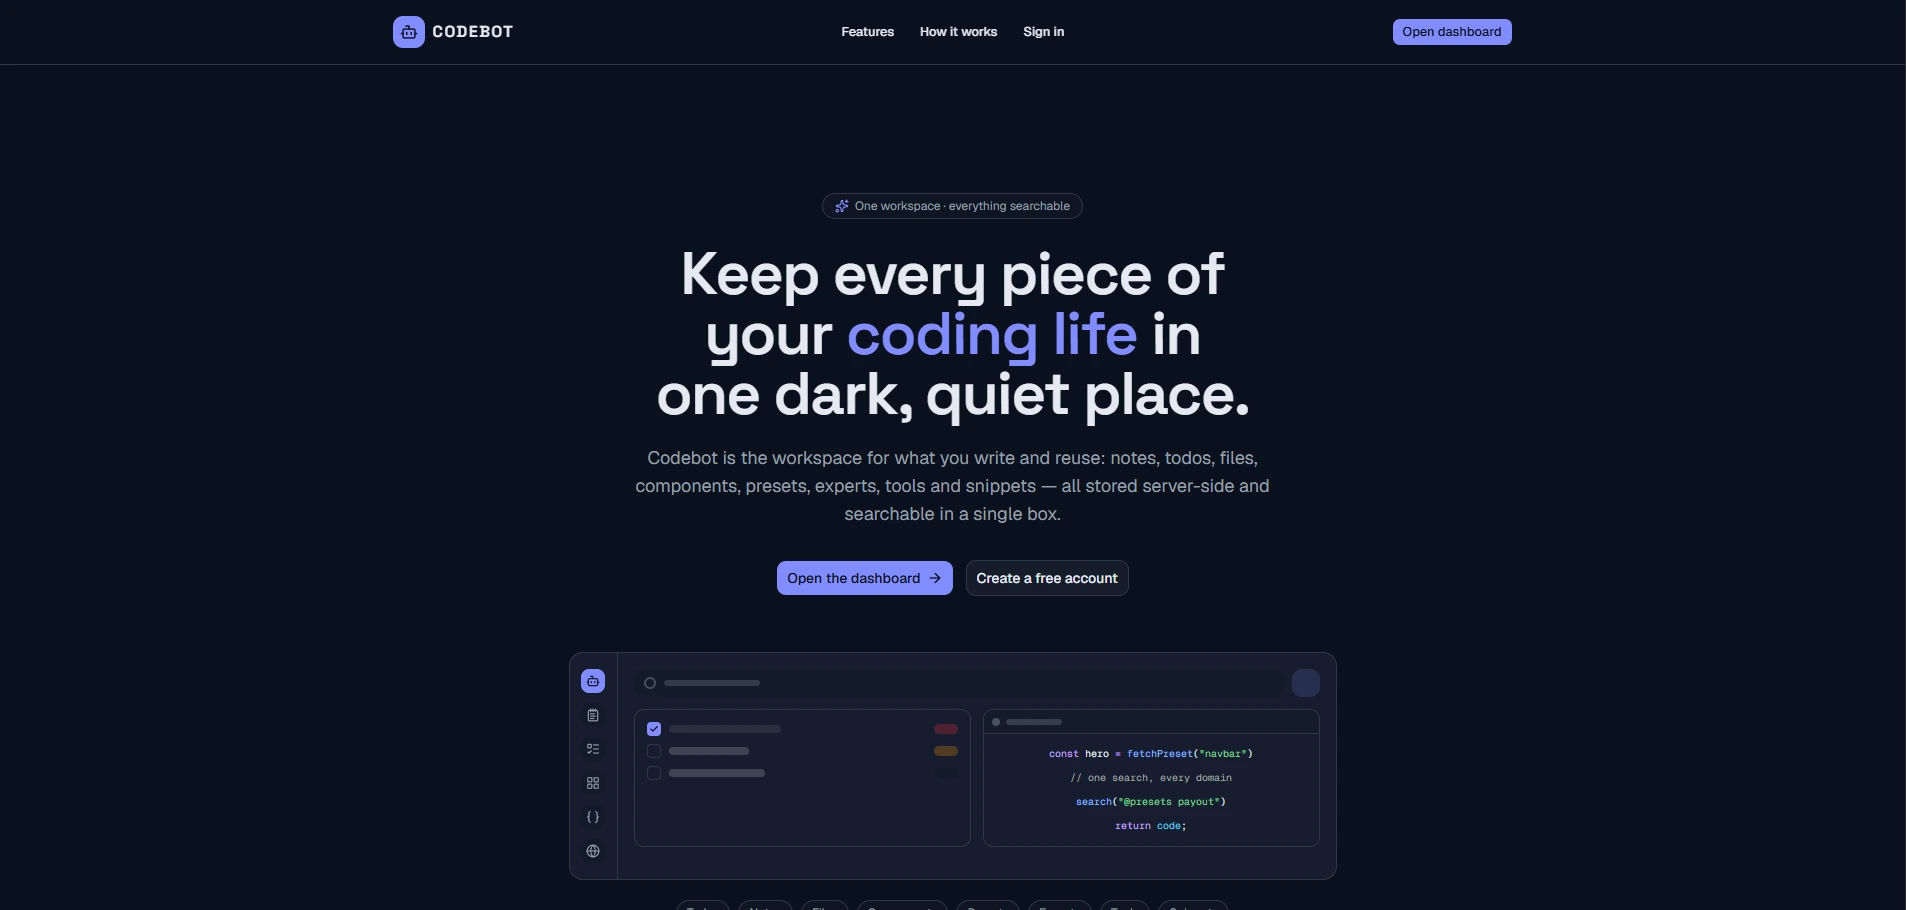 CODEBOT
Features
How it works
Sign in
Open dashboard
One workspace · everything searchable
Keep every piece of
your coding life in
one dark, quiet place.
Codebot is the workspace for what you write and reuse: notes, todos, files,
components, presets, experts, tools and snippets — all stored server-side and
searchable in a single box.
Open the dashboard →
Create a free account
const hero = fetchPreset("navbar")
// one search, every domain
search("@presets payout")
return code;